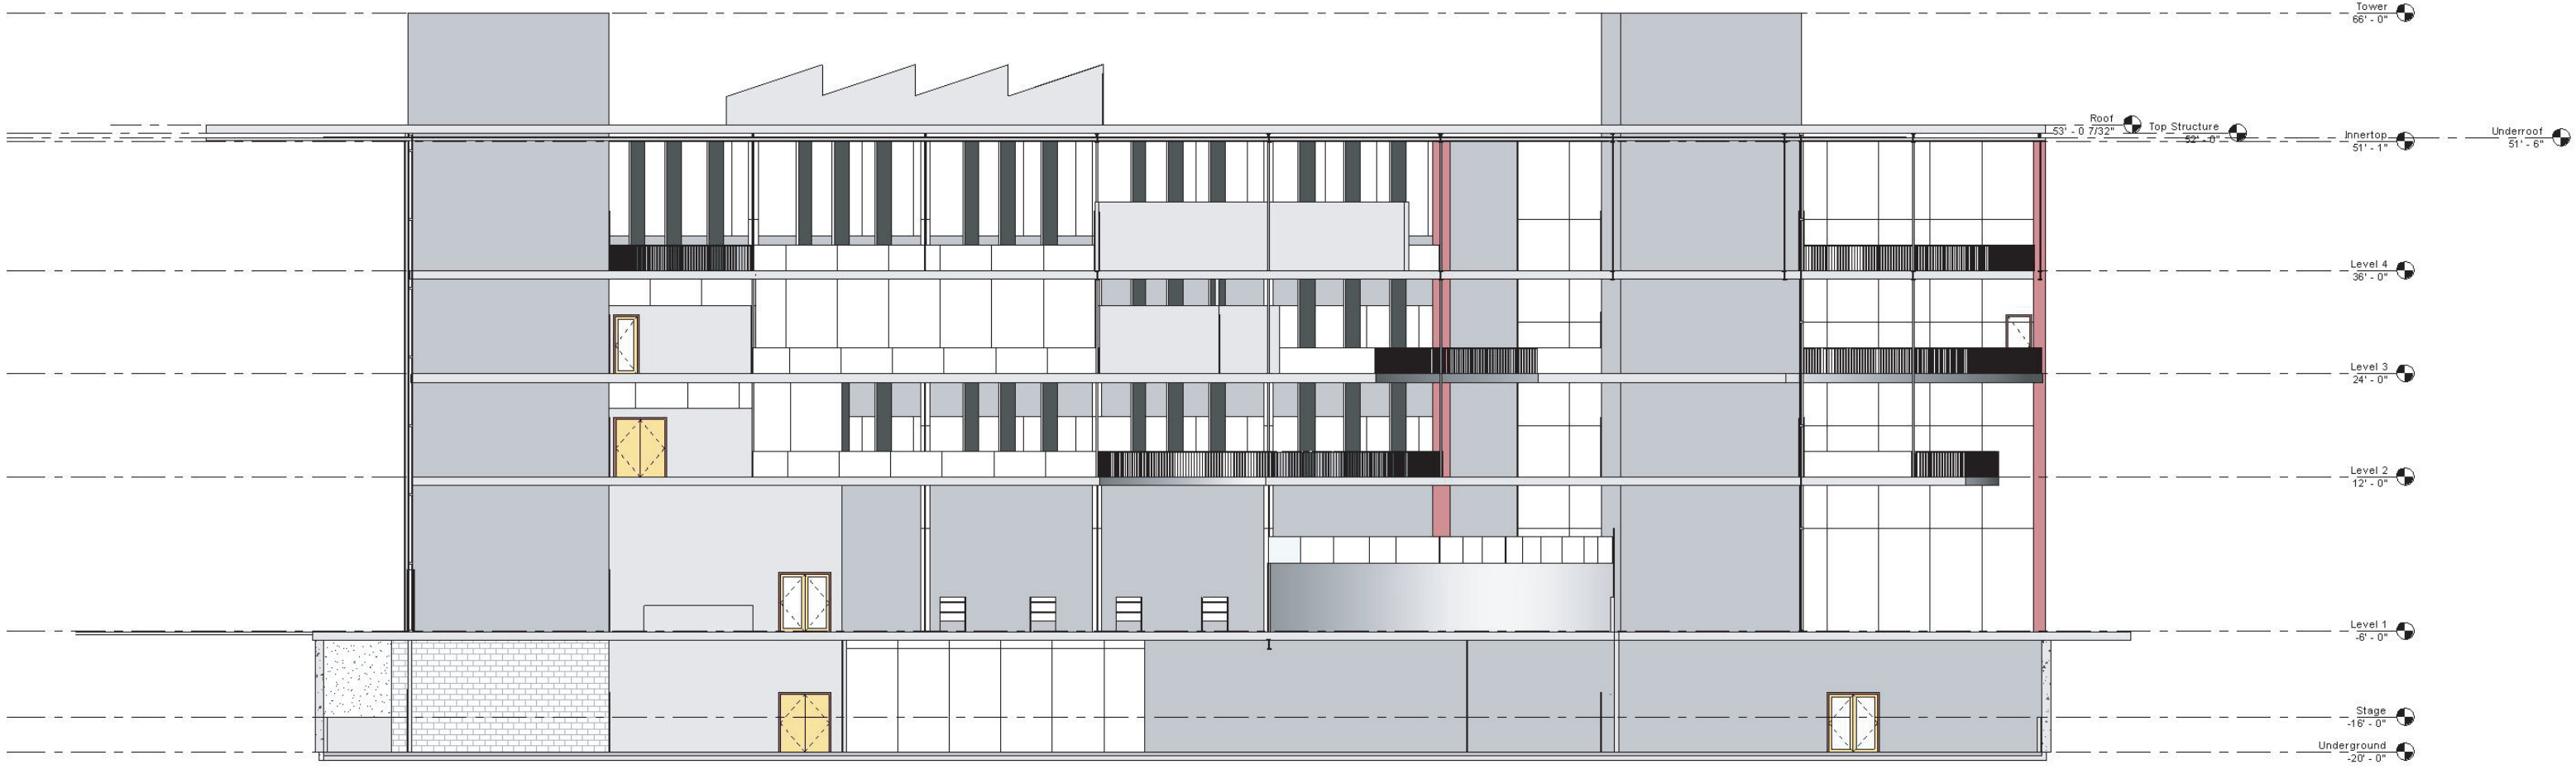 Tower
66' - 0"
Roof
53' - 0 7/32"
Top Structure
52' - 0"
Innertop
51' - 1"
Underroof
51' - 6"
Level 4
36' - 0"
Level 3
24' - 0"
Level 2
12' - 0"
Level 1
-6' - 0"
Stage
-16' - 0"
Underground
-20' - 0"